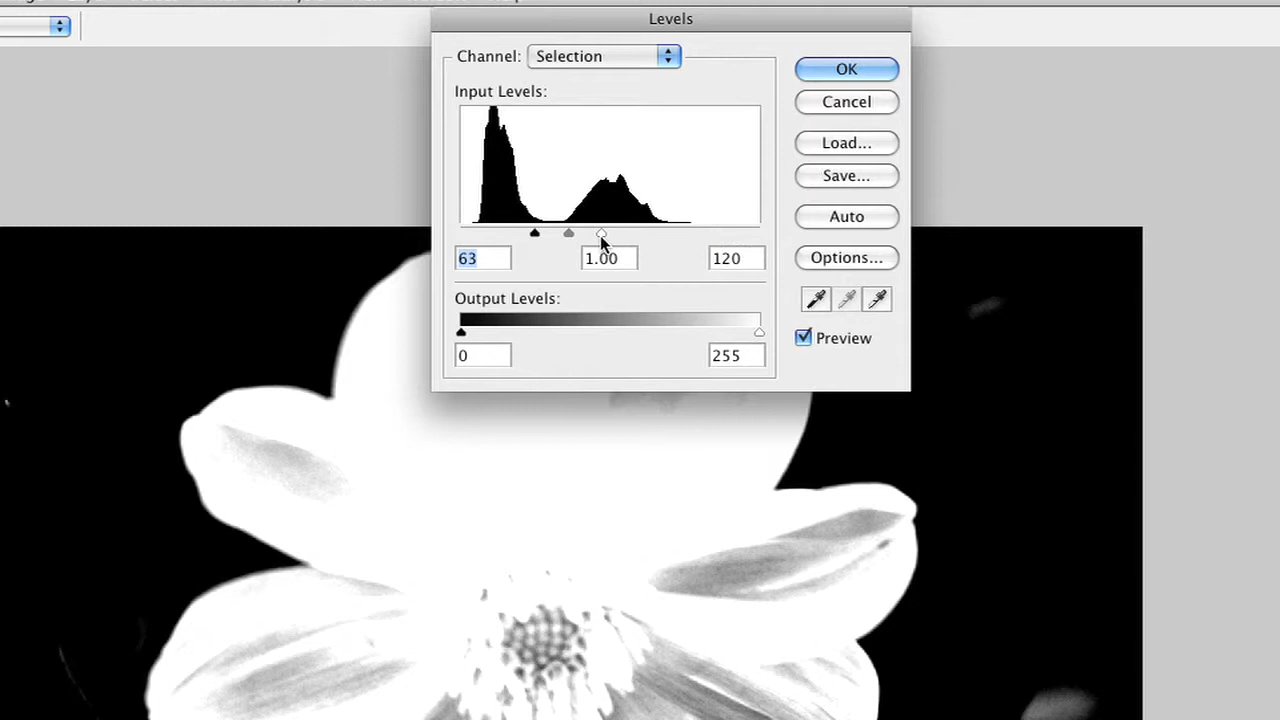 Levels
Channel: Selection
OK
Input Levels:
Cancel
Load...
Save...
Auto
63
1.00
120
Options...
Output Levels:
Preview
0
255